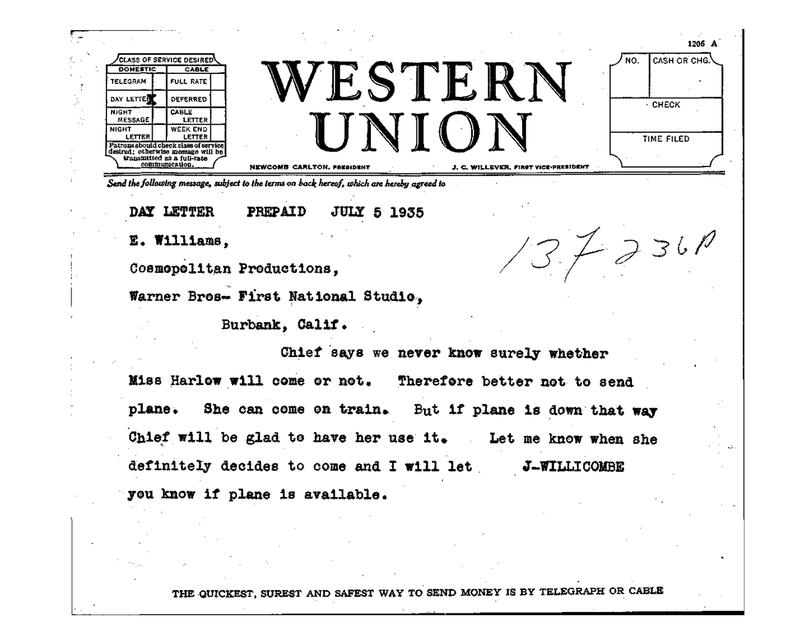 1206 A
CLASS OF SERVICE DESIRED
DOMESTIC CABLE
TELEGRAM FULL RATE
DAY LETTER X DEFERRED
NIGHT MESSAGE CABLE LETTER
NIGHT LETTER WEEK END LETTER
Patrons should check class of service
desired; otherwise message will be
transmitted as a full-rate
communication.
WESTERN
UNION
NEWCOMB CARLTON, PRESIDENT J. C. WILLEVER, FIRST VICE-PRESIDENT
NO. CASH OR CHG.
CHECK
TIME FILED
Send the following message, subject to the terms on back hereof, which are hereby agreed to
DAY LETTER PREPAID JULY 5 1935
E. Williams,
137 236P
Cosmopolitan Productions,
Warner Bros- First National Studio,
Burbank, Calif.
Chief says we never know surely whether
Miss Harlow will come or not. Therefore better not to send
plane. She can come on train. But if plane is down that way
Chief will be glad to have her use it. Let me know when she
definitely decides to come and I will let J-WILLICOMBE
you know if plane is available.
THE QUICKEST, SUREST AND SAFEST WAY TO SEND MONEY IS BY TELEGRAPH OR CABLE